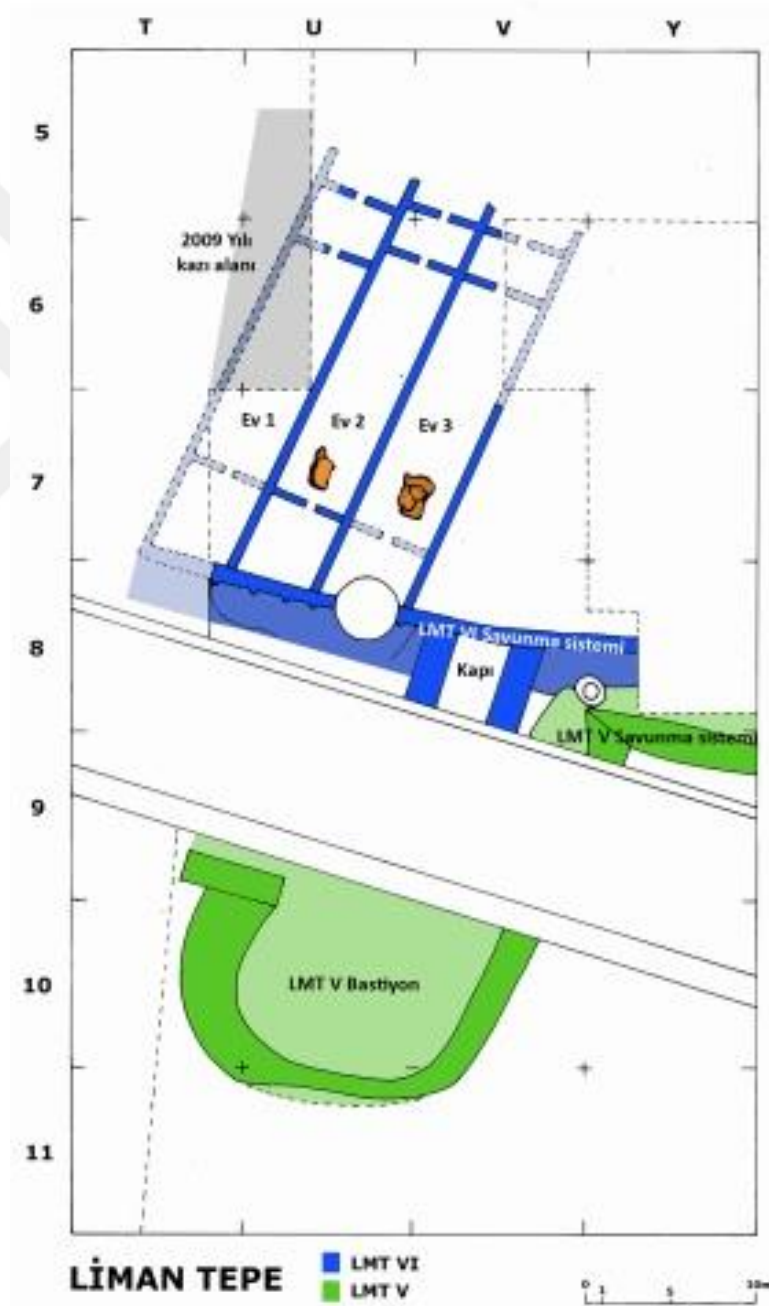 T U V Y
5
2009 Yılı
kazı alanı
6
Ev 1 Ev 2 Ev 3
7
LMT VI Savunma sistemi
8
Kapı
LMT V Savunma sistemi
9
LMT V Bastiyon
10
11
LİMAN TEPE
LMT VI
LMT V
0 1 5 10m